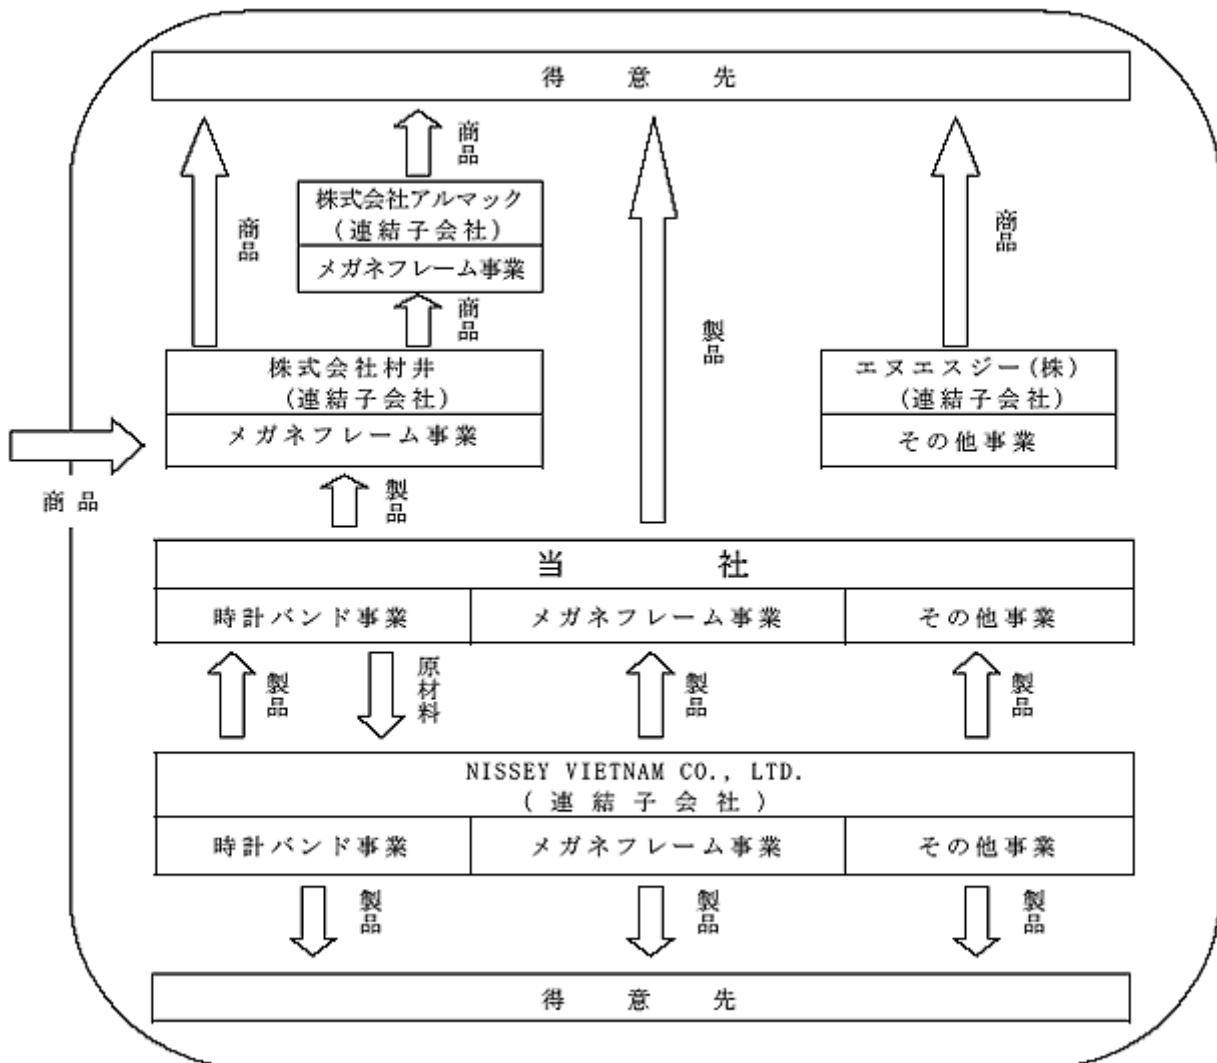 得意先
商品
株式会社アルマック
(連結子会社)
メガネフレーム事業
商品
商品
商品
製品
株式会社村井
(連結子会社)
メガネフレーム事業
エヌエスジー(株)
(連結子会社)
その他事業
商品
製品
当社
時計バンド事業
メガネフレーム事業
その他事業
製品
原材料
製品
製品
NISSEY VIETNAM CO., LTD.
(連結子会社)
時計バンド事業
メガネフレーム事業
その他事業
製品
製品
製品
得意先